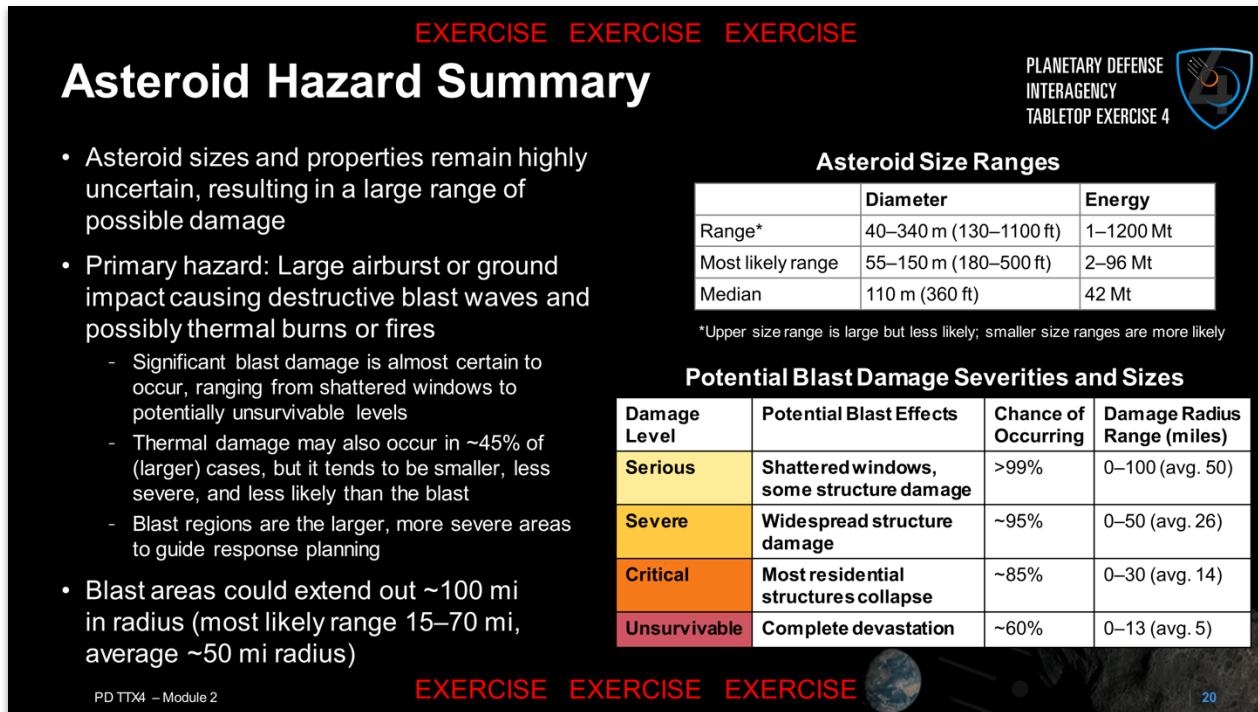 EXERCISE EXERCISE EXERCISE
Asteroid Hazard Summary
PLANETARY DEFENSE
INTERAGENCY
TABLETOP EXERCISE 4
4
• Asteroid sizes and properties remain highly
uncertain, resulting in a large range of
possible damage
• Primary hazard: Large airburst or ground
impact causing destructive blast waves and
possibly thermal burns or fires
- Significant blast damage is almost certain to
occur, ranging from shattered windows to
potentially unsurvivable levels
- Thermal damage may also occur in ~45% of
(larger) cases, but it tends to be smaller, less
severe, and less likely than the blast
- Blast regions are the larger, more severe areas
to guide response planning
• Blast areas could extend out ~100 mi
in radius (most likely range 15–70 mi,
average ~50 mi radius)
Asteroid Size Ranges
Diameter Energy
Range* 40–340 m (130–1100 ft) 1–1200 Mt
Most likely range 55–150 m (180–500 ft) 2–96 Mt
Median 110 m (360 ft) 42 Mt
*Upper size range is large but less likely; smaller size ranges are more likely
Potential Blast Damage Severities and Sizes
Damage Potential Blast Effects Chance of Damage Radius
Level Occurring Range (miles)
Serious Shattered windows, >99% 0–100 (avg. 50)
some structure damage
Severe Widespread structure ~95% 0–50 (avg. 26)
damage
Critical Most residential ~85% 0–30 (avg. 14)
structures collapse
Unsurvivable Complete devastation ~60% 0–13 (avg. 5)
PD TTX4 – Module 2
EXERCISE EXERCISE EXERCISE
20